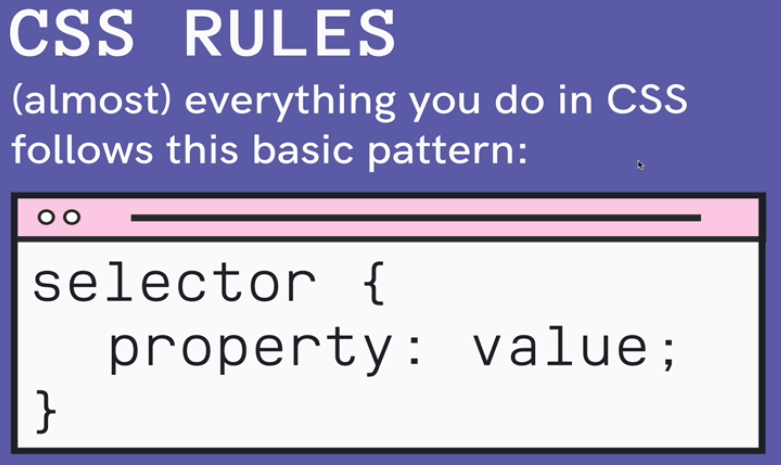 CSS RULES
(almost) everything you do in CSS
follows this basic pattern:
selector {
property: value;
}